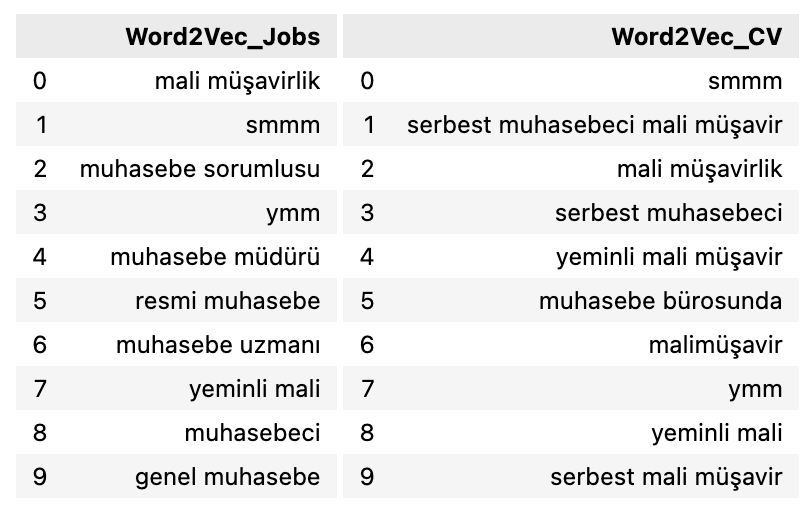 Word2Vec_Jobs Word2Vec_CV
0 mali müşavirlik 0 smmm
1 smmm 1 serbest muhasebeci mali müşavir
2 muhasebe sorumlusu 2 mali müşavirlik
3 ymm 3 serbest muhasebeci
4 muhasebe müdürü 4 yeminli mali müşavir
5 resmi muhasebe 5 muhasebe bürosunda
6 muhasebe uzmanı 6 malimüşavir
7 yeminli mali 7 ymm
8 muhasebeci 8 yeminli mali
9 genel muhasebe 9 serbest mali müşavir